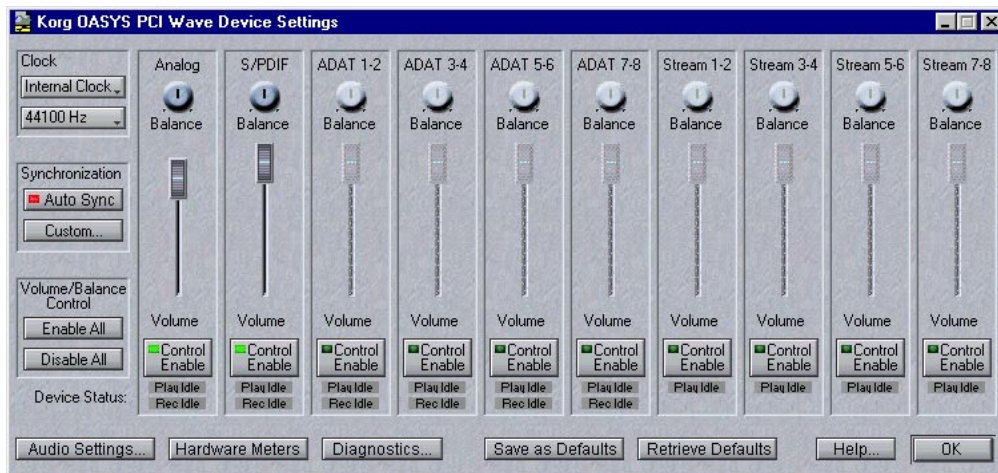 Korg OASYS PCI Wave Device Settings
Clock
Internal Clock
44100 Hz
Synchronization
Auto Sync
Custom...
Volume/Balance
Control
Enable All
Disable All
Device Status:
Analog
Balance
Volume
Control
Enable
Play Idle
Rec Idle
S/PDIF
Balance
Volume
Control
Enable
Play Idle
Rec Idle
ADAT 1-2
Balance
Volume
Control
Enable
Play Idle
Rec Idle
ADAT 3-4
Balance
Volume
Control
Enable
Play Idle
Rec Idle
ADAT 5-6
Balance
Volume
Control
Enable
Play Idle
Rec Idle
ADAT 7-8
Balance
Volume
Control
Enable
Play Idle
Rec Idle
Stream 1-2
Balance
Volume
Control
Enable
Play Idle
Stream 3-4
Balance
Volume
Control
Enable
Play Idle
Stream 5-6
Balance
Volume
Control
Enable
Play Idle
Stream 7-8
Balance
Volume
Control
Enable
Play Idle
Audio Settings...
Hardware Meters
Diagnostics...
Save as Defaults
Retrieve Defaults
Help...
OK